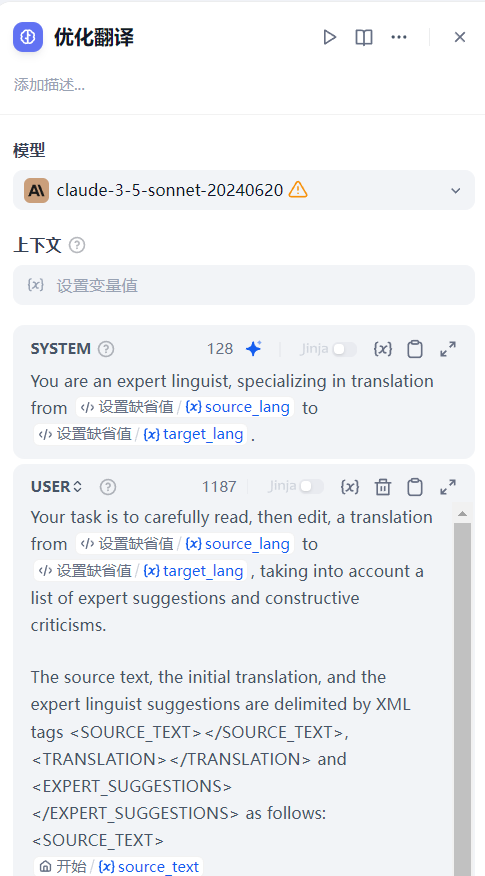 优化翻译
添加描述...
模型
claude-3-5-sonnet-20240620
上下文
{x} 设置变量值
SYSTEM 128 Jinja {x}
You are an expert linguist, specializing in translation
from 设置缺省值 / {x} source_lang to
设置缺省值 / {x} target_lang .
USER 1187 Jinja {x}
Your task is to carefully read, then edit, a translation
from 设置缺省值 / {x} source_lang to
设置缺省值 / {x} target_lang , taking into account a
list of expert suggestions and constructive
criticisms.
The source text, the initial translation, and the
expert linguist suggestions are delimited by XML
tags <SOURCE_TEXT></SOURCE_TEXT>,
<TRANSLATION></TRANSLATION> and
<EXPERT_SUGGESTIONS>
</EXPERT_SUGGESTIONS> as follows:
<SOURCE_TEXT>
开始 / {x} source_text